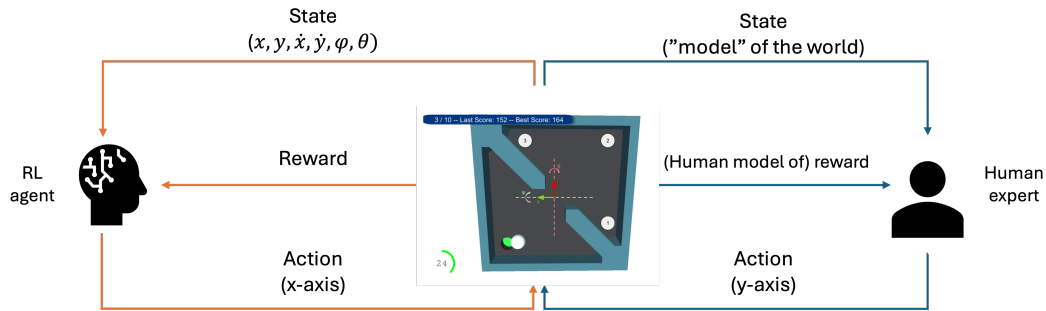 State
(x, y, ẋ, ẏ, φ, θ)
State
("model" of the world)
3 / 10 -- Last Score: 152 -- Best Score: 164
3
2
RL
agent
Reward
(Human model of) reward
Human
expert
1
24
Action
(x-axis)
Action
(y-axis)